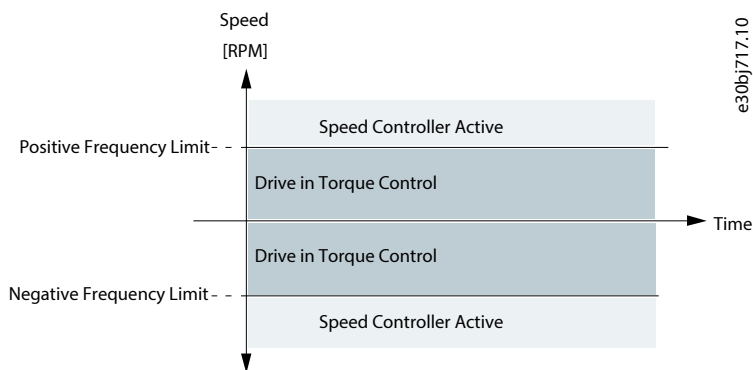 Speed
[RPM]
e30bj717.10
Speed Controller Active
Positive Frequency Limit
Drive in Torque Control
Time
Drive in Torque Control
Negative Frequency Limit
Speed Controller Active